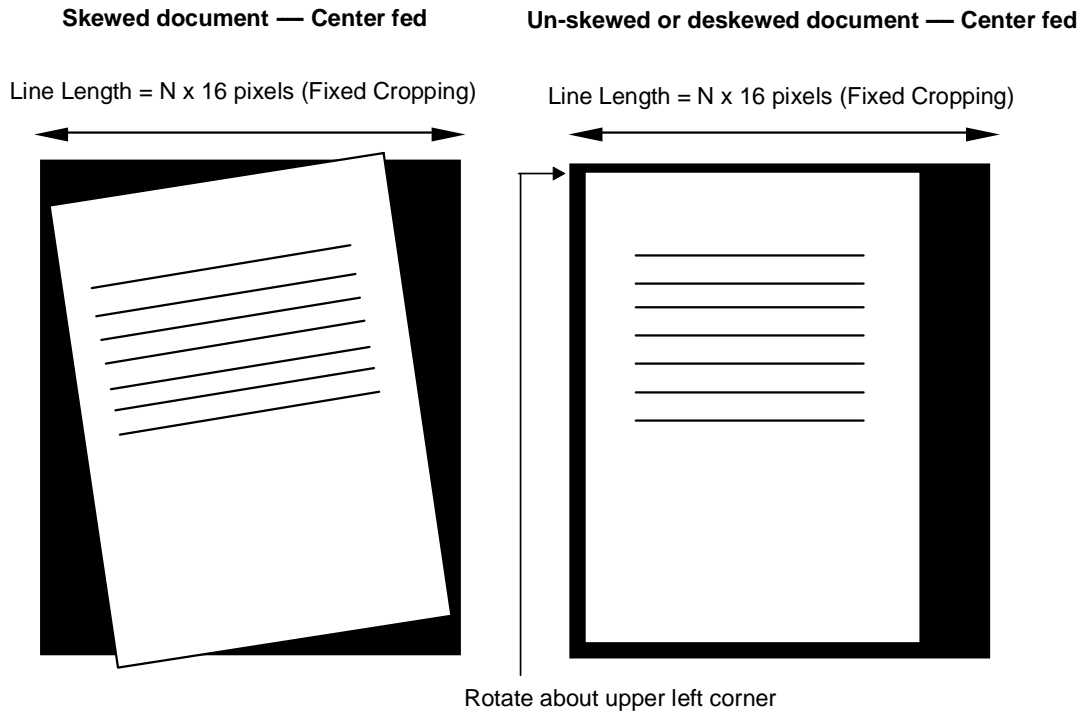 Skewed document — Center fed
Un-skewed or deskewed document — Center fed
Line Length = N x 16 pixels (Fixed Cropping)
Line Length = N x 16 pixels (Fixed Cropping)
Rotate about upper left corner